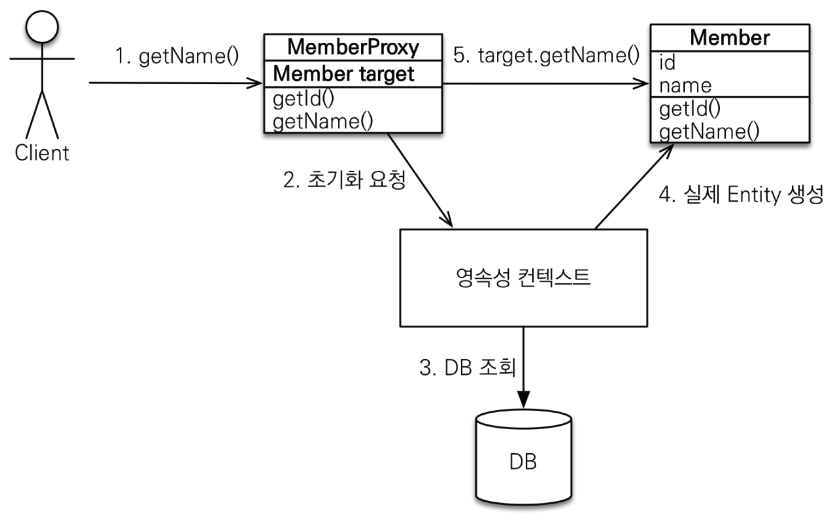 1. getName()
MemberProxy
Member target
getId()
getName()
5. target.getName()
Member
id
name
getId()
getName()
Client
2. 초기화 요청
4. 실제 Entity 생성
영속성 컨텍스트
3. DB 조회
DB